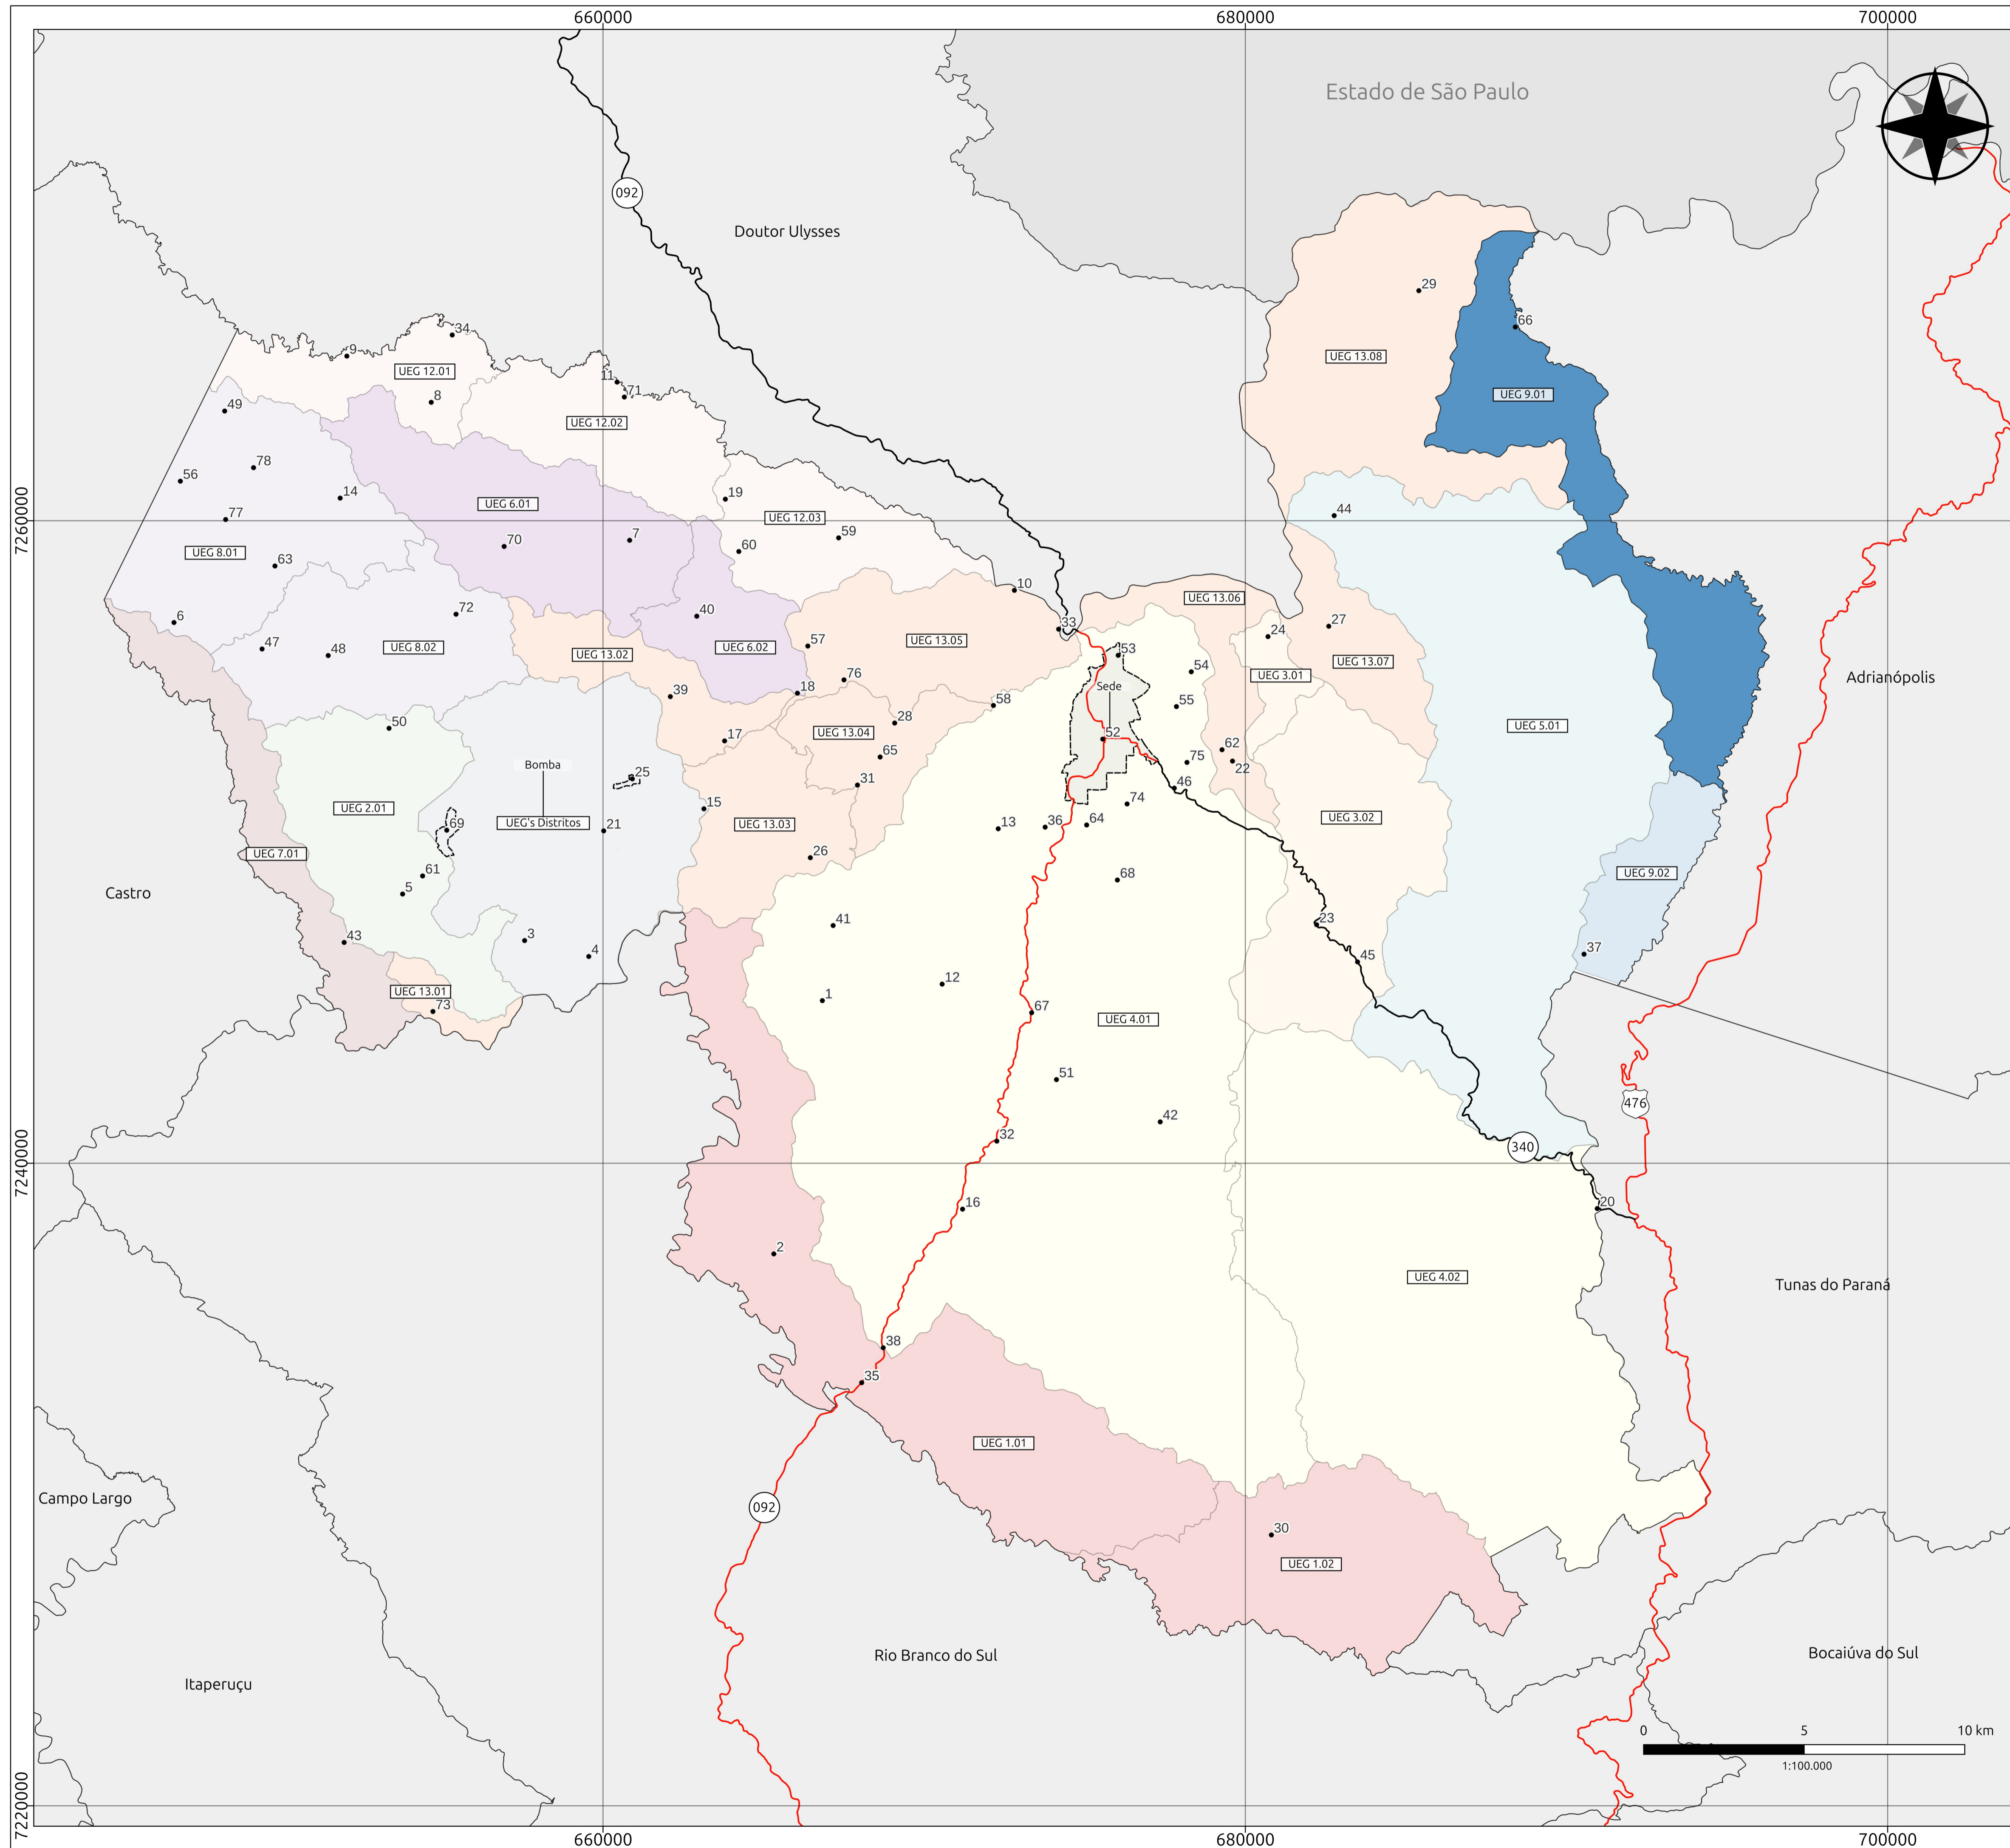 660000
680000
700000
Estado de São Paulo
092
Doutor Ulysses
29
66
34
9
UEG 12.01
UEG 13.08
11
71
8
UEG 9.01
49
UEG 12.02
78
56
14
19
UEG 6.01
7260000
77
UEG 12.03
44
7
59
70
60
UEG 8.01
63
10
UEG 13.06
72
40
6
33
27
24
57
UEG 13.05
47
48
UEG 8.02
UEG 13.02
UEG 6.02
53
UEG 13.07
54
76
UEG 3.01
Adrianópolis
18
39
Sede
58
55
50
28
UEG 5.01
17
UEG 13.04
52
62
65
75
22
Bomba
25
31
46
15
74
UEG 2.01
UEG's Distritos
69
21
UEG 13.03
13
36
64
UEG 3.02
UEG 7.01
26
61
68
UEG 9.02
5
Castro
41
23
43
3
4
37
45
12
UEG 13.01
1
73
67
UEG 4.01
51
476
42
32
340
7240000
16
20
2
UEG 4.02
Tunas do Paraná
38
35
UEG 1.01
Campo Largo
092
30
UEG 1.02
Rio Branco do Sul
Bocaiúva do Sul
Itaperuçu
0 5 10 km
1:100.000
7220000
660000
680000
700000